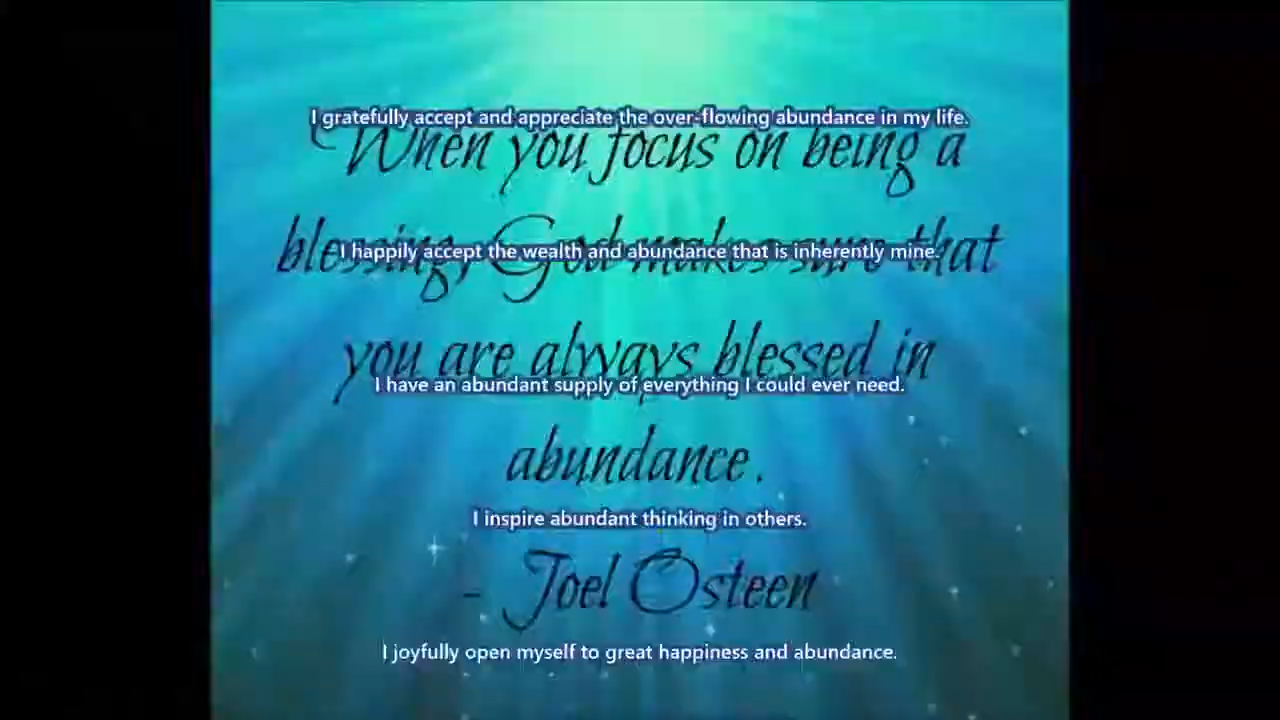 I gratefully accept and appreciate the over-flowing abundance in my life.
When you focus on being a
blessing, God makes sure that
I happily accept the wealth and abundance that is inherently mine.
you are always blessed in
I have an abundant supply of everything I could ever need.
abundance.
I inspire abundant thinking in others.
- Joel Osteen
I joyfully open myself to great happiness and abundance.